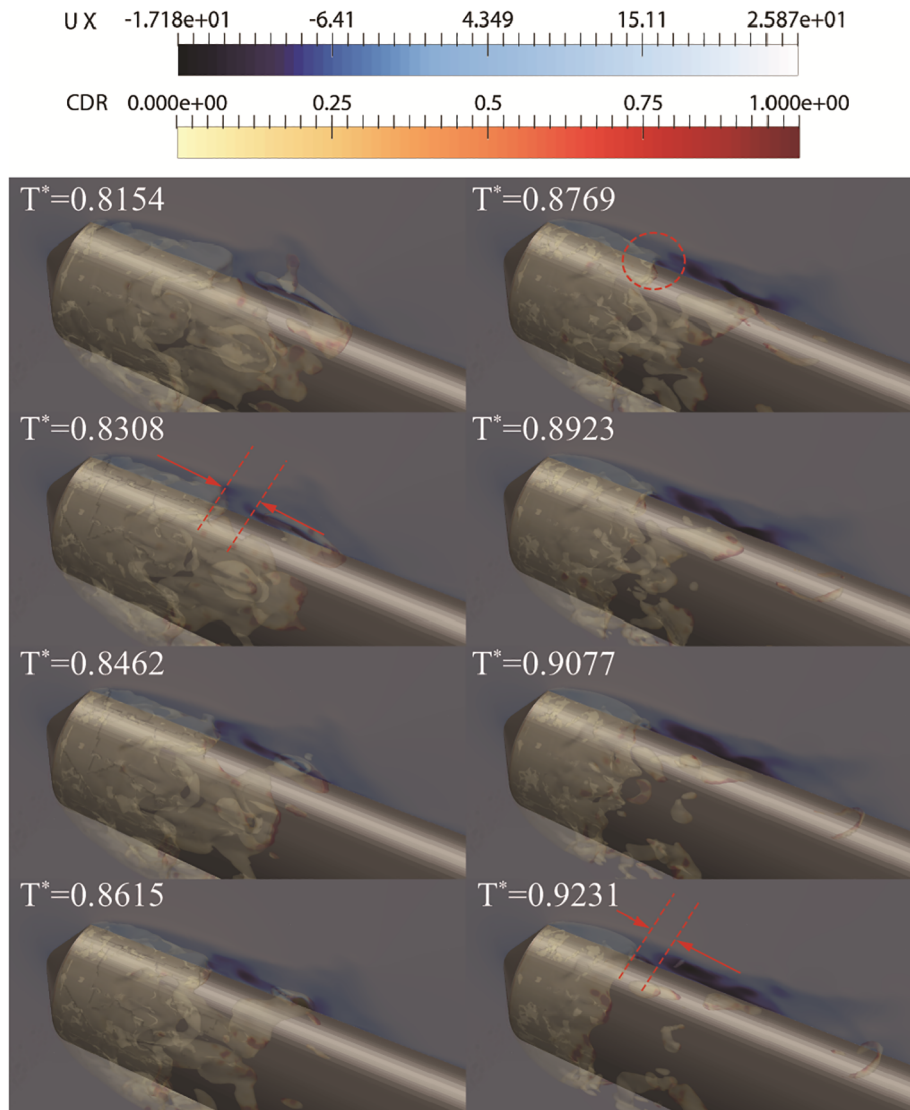 U X -1.718e+01 -6.41 4.349 15.11 2.587e+01
CDR 0.000e+00 0.25 0.5 0.75 1.000e+00
T*=0.8154 T*=0.8769
T*=0.8308 T*=0.8923
T*=0.8462 T*=0.9077
T*=0.8615 T*=0.9231